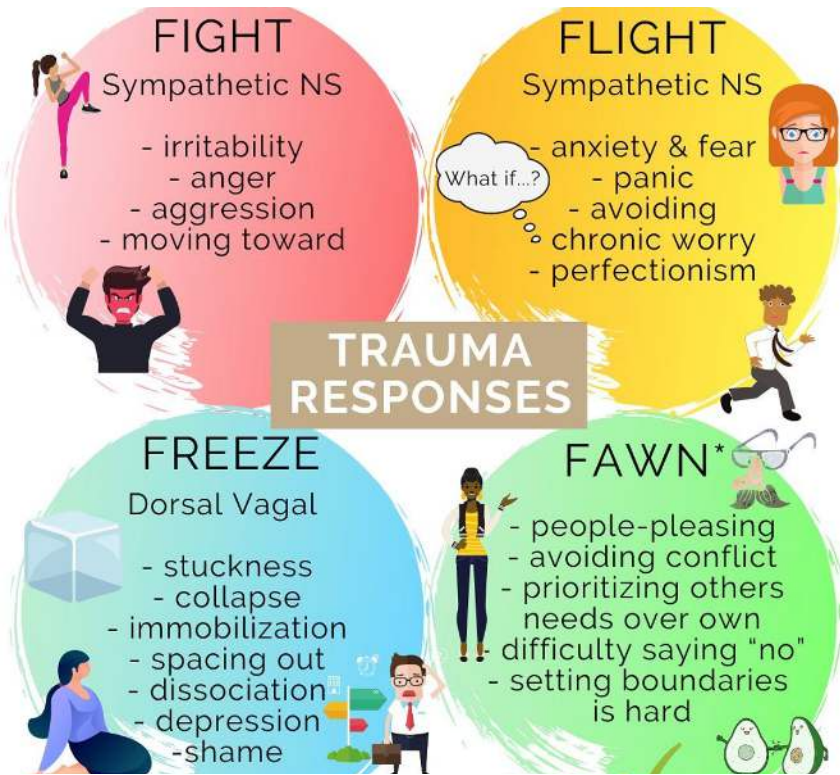 FIGHT
Sympathetic NS
- irritability
- anger
- aggression
- moving toward
FLIGHT
Sympathetic NS
What if...?
- anxiety & fear
- panic
- avoiding
chronic worry
- perfectionism
TRAUMA
RESPONSES
FREEZE
Dorsal Vagal
- stuckness
- collapse
- immobilization
- spacing out
- dissociation
- depression
-shame
FAWN*
- people-pleasing
- avoiding conflict
- prioritizing others
needs over own
- difficulty saying “no”
- setting boundaries
is hard